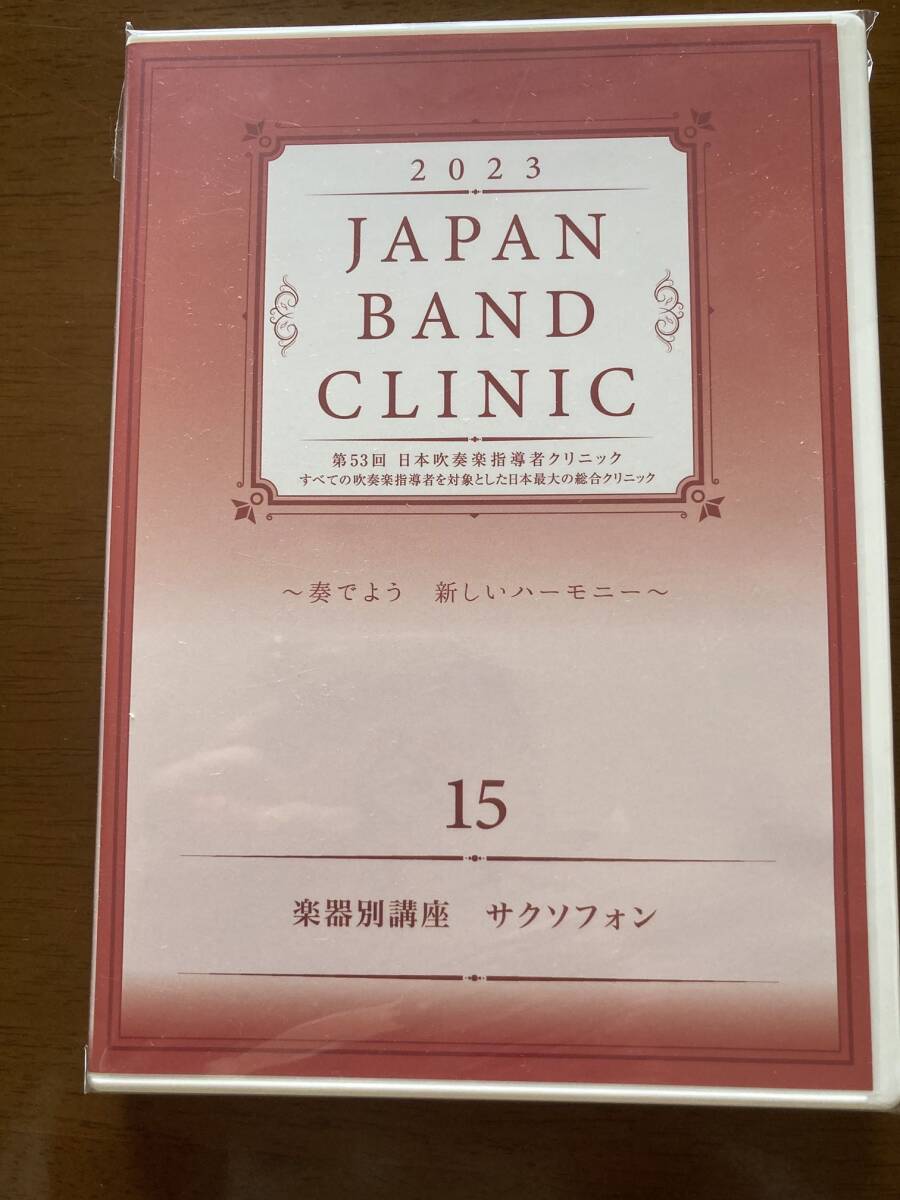 2023
JAPAN
BAND
CLINIC
第53回 日本吹奏楽指導者クリニック
すべての吹奏楽指導者を対象とした日本最大の総合クリニック
～奏でよう　新しいハーモニー～
15
楽器別講座　サクソフォン